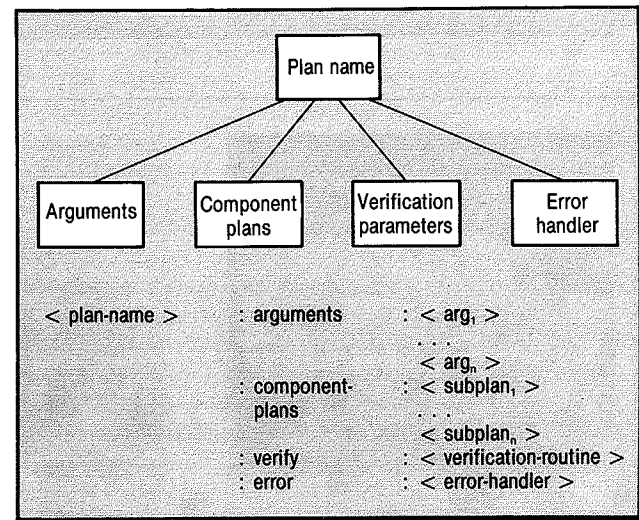 Plan name
Arguments
Component
plans
Verification
parameters
Error
handler
< plan-name > : arguments : < arg₁ >
. . .
< argₙ >
: component- : < subplan₁ >
plans . . .
< subplanₙ >
: verify : < verification-routine >
: error : < error-handler >